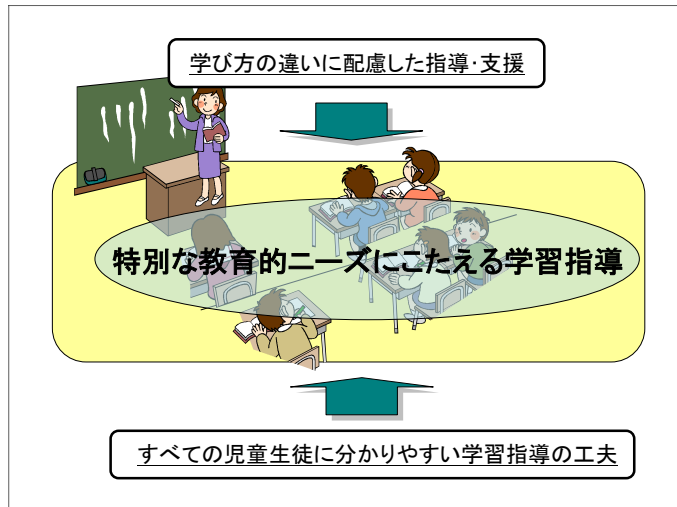 学び方の違いに配慮した指導・支援
特別な教育的ニーズにこたえる学習指導
すべての児童生徒に分かりやすい学習指導の工夫